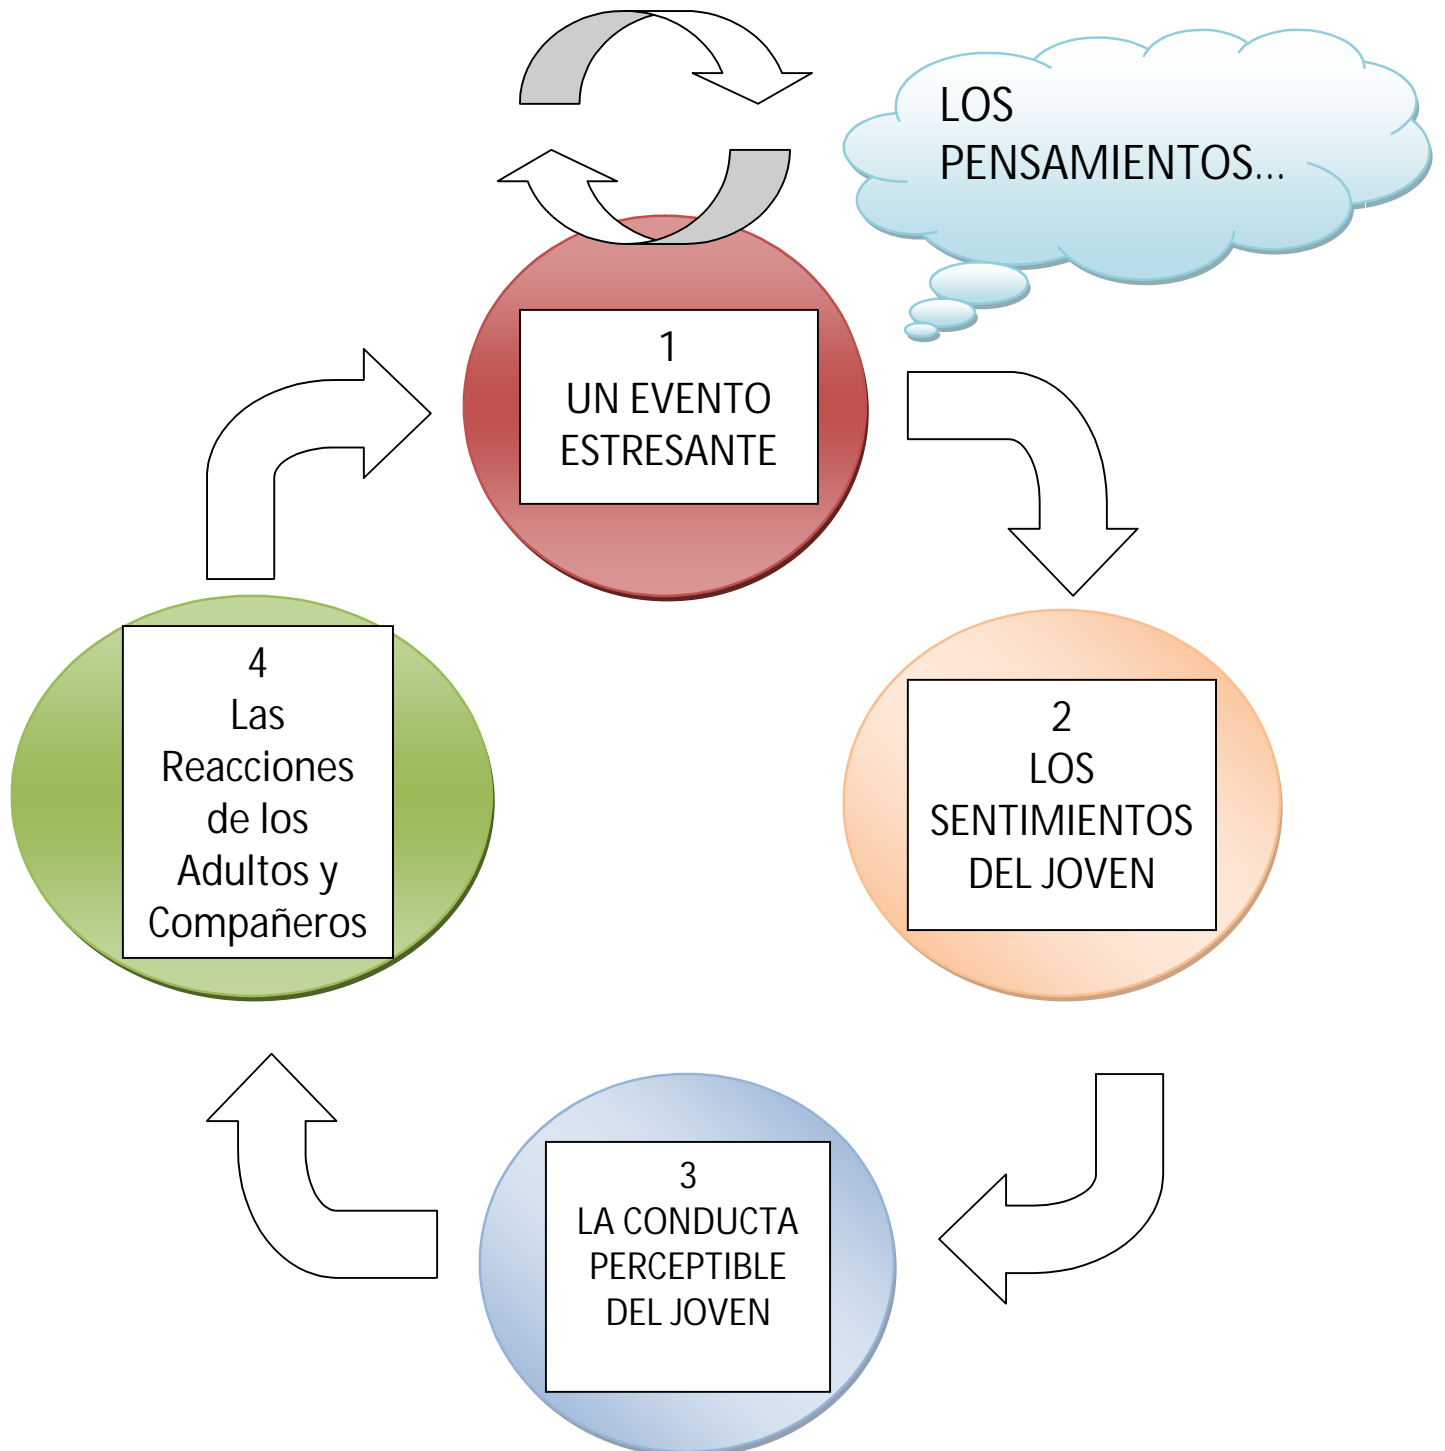 LOS
PENSAMIENTOS...
1
UN EVENTO
ESTRESANTE
2
LOS
SENTIMIENTOS
DEL JOVEN
3
LA CONDUCTA
PERCEPTIBLE
DEL JOVEN
4
Las
Reacciones
de los
Adultos y
Compañeros